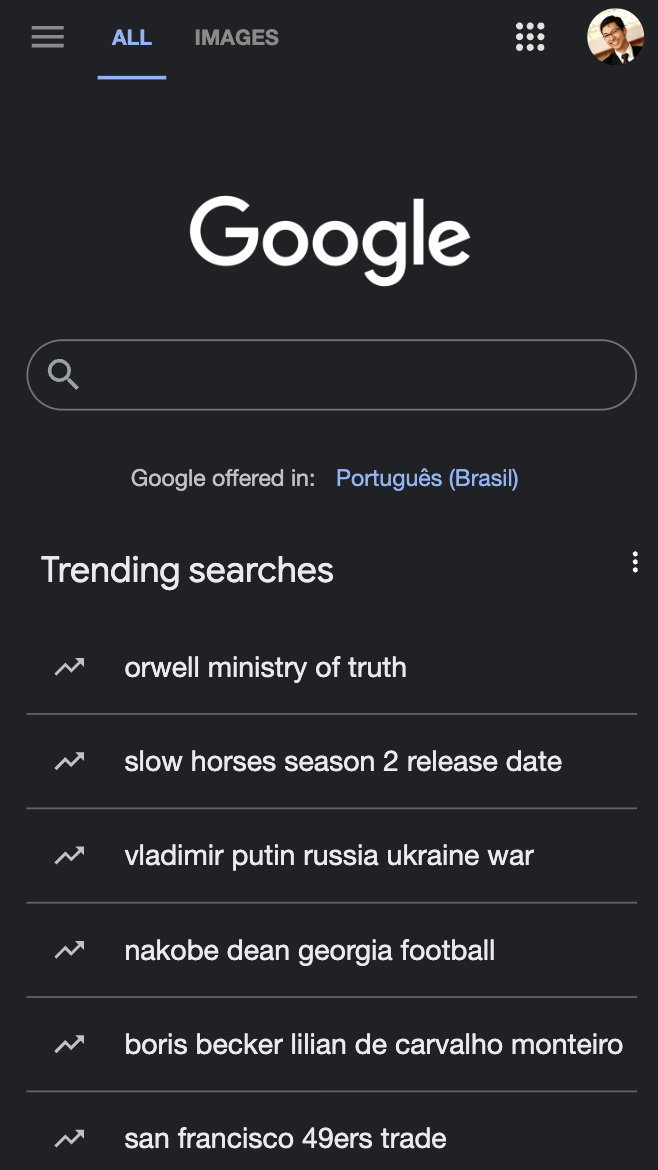 ALL IMAGES
Google
Google offered in: Português (Brasil)
Trending searches
orwell ministry of truth
slow horses season 2 release date
vladimir putin russia ukraine war
nakobe dean georgia football
boris becker lilian de carvalho monteiro
san francisco 49ers trade